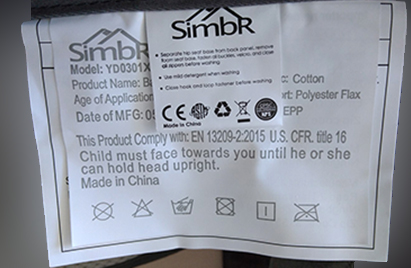 SimbR
• Separate hip seat base from back panel, remove
foam seat base, fasten all buckles, velcro, and close
all zippers before washing
• Use mild detergent when washing
• Close hook and loop fastener before washing
CE
Made in China
SimbR
Model: YD0301X
Product Name: Ba
Cotton
Age of Application
rt: Polyester Flax
Date of MFG: 05
EPP
This Product Comply with: EN 13209-2:2015 U.S. CFR. title 16
Child must face towards you until he or she
can hold head upright.
Made in China